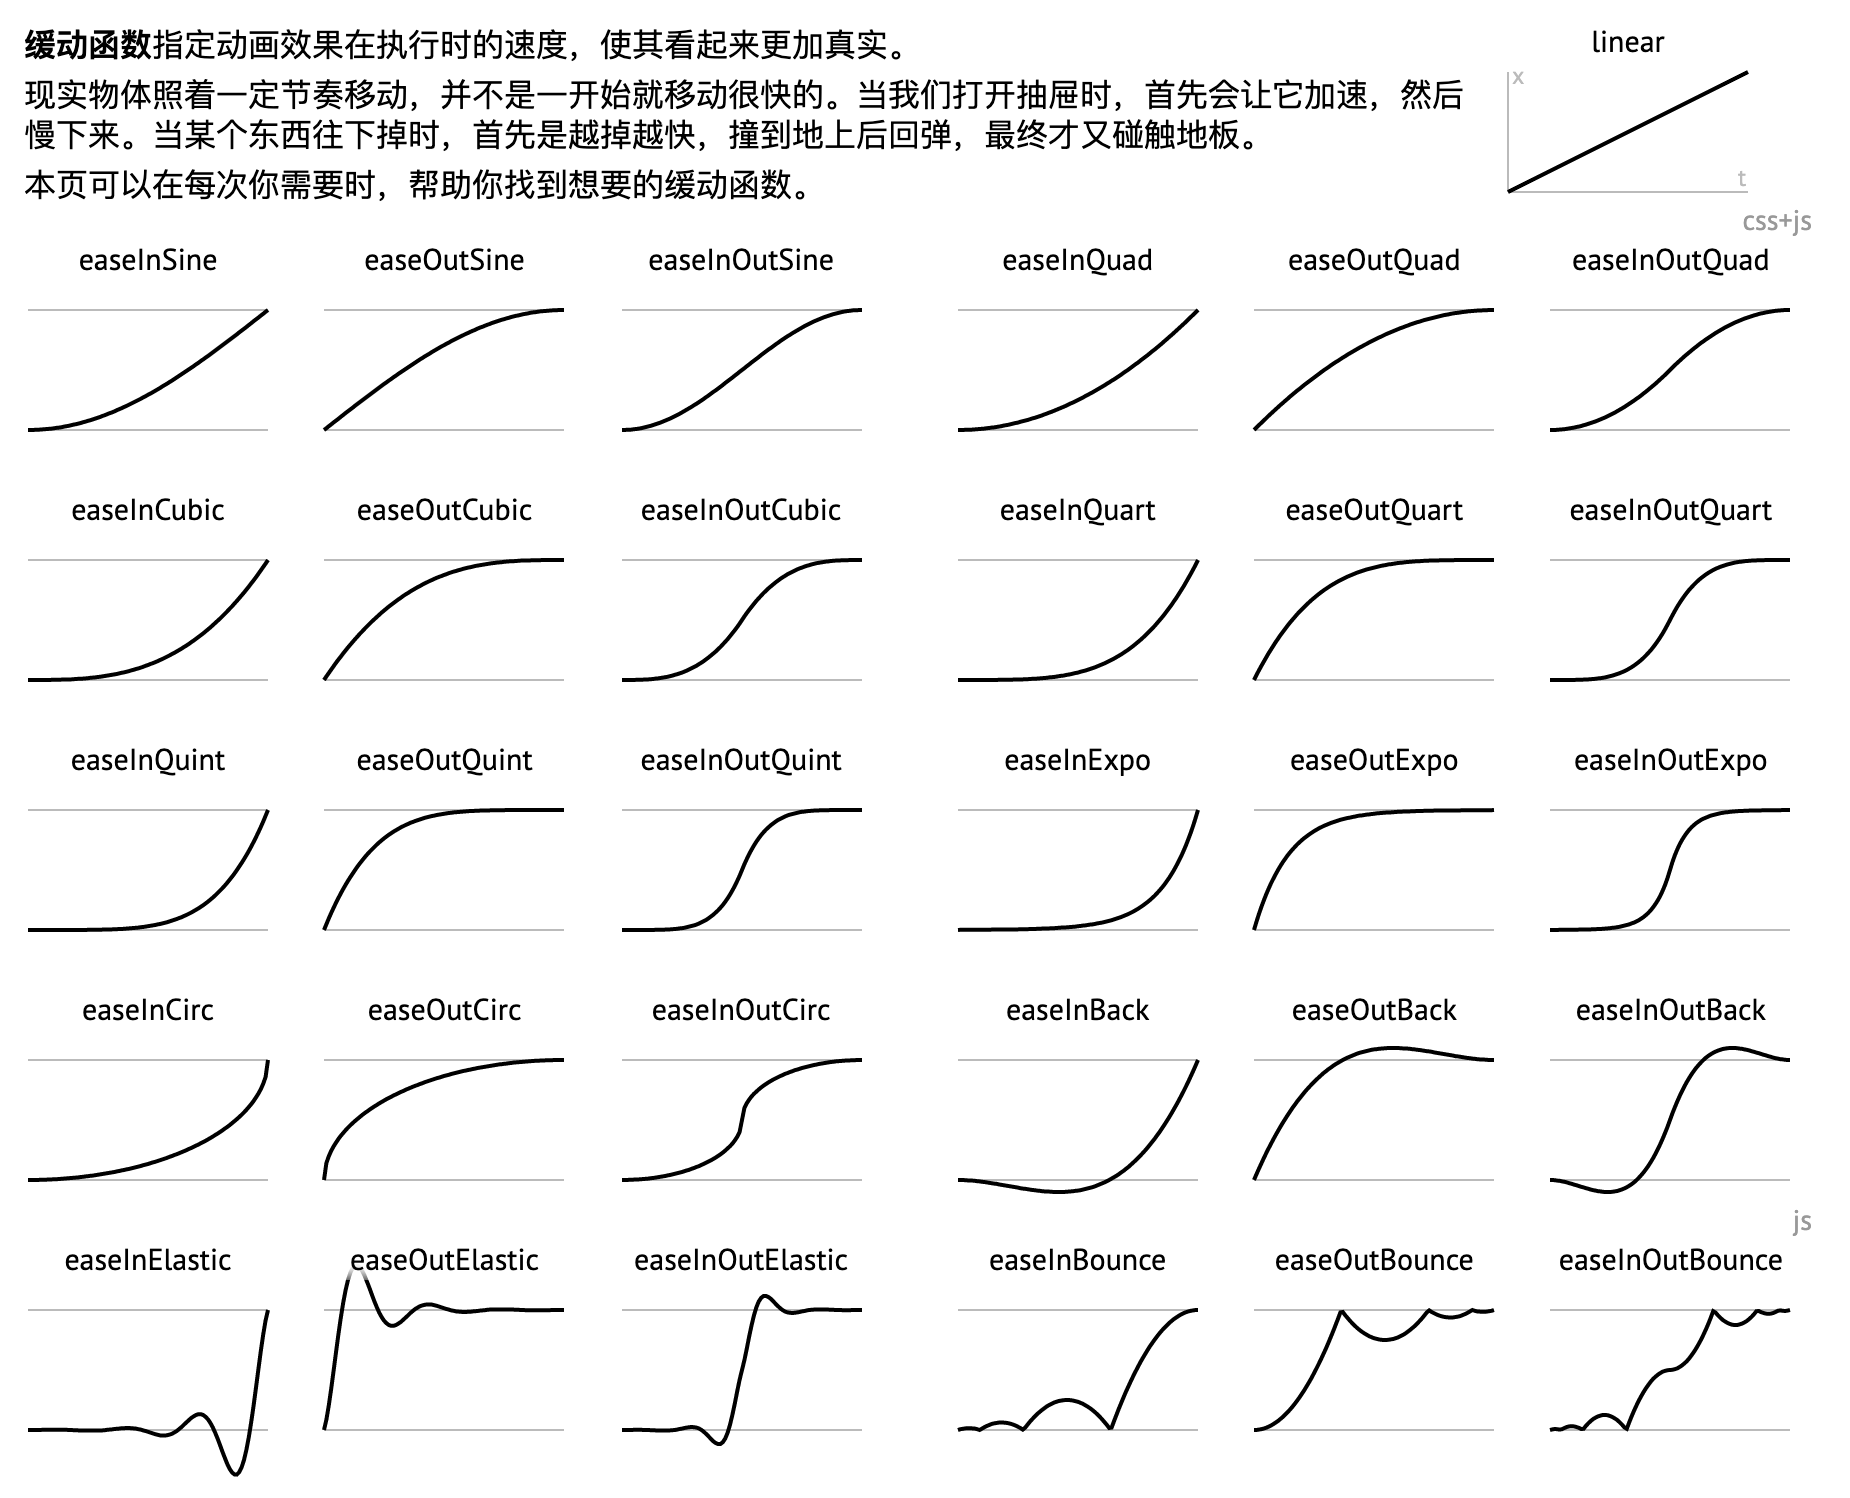 缓动函数指定动画效果在执行时的速度，使其看起来更加真实。
现实物体照着一定节奏移动，并不是一开始就移动很快的。当我们打开抽屉时，首先会让它加速，然后
慢下来。当某个东西往下掉时，首先是越掉越快，撞到地上后回弹，最终才又碰触地板。
本页可以在每次你需要时，帮助你找到想要的缓动函数。
linear
x
t
css+js
easeInSine
easeOutSine
easeInOutSine
easeInQuad
easeOutQuad
easeInOutQuad
easeInCubic
easeOutCubic
easeInOutCubic
easeInQuart
easeOutQuart
easeInOutQuart
easeInQuint
easeOutQuint
easeInOutQuint
easeInExpo
easeOutExpo
easeInOutExpo
easeInCirc
easeOutCirc
easeInOutCirc
easeInBack
easeOutBack
easeInOutBack
js
easeInElastic
easeOutElastic
easeInOutElastic
easeInBounce
easeOutBounce
easeInOutBounce